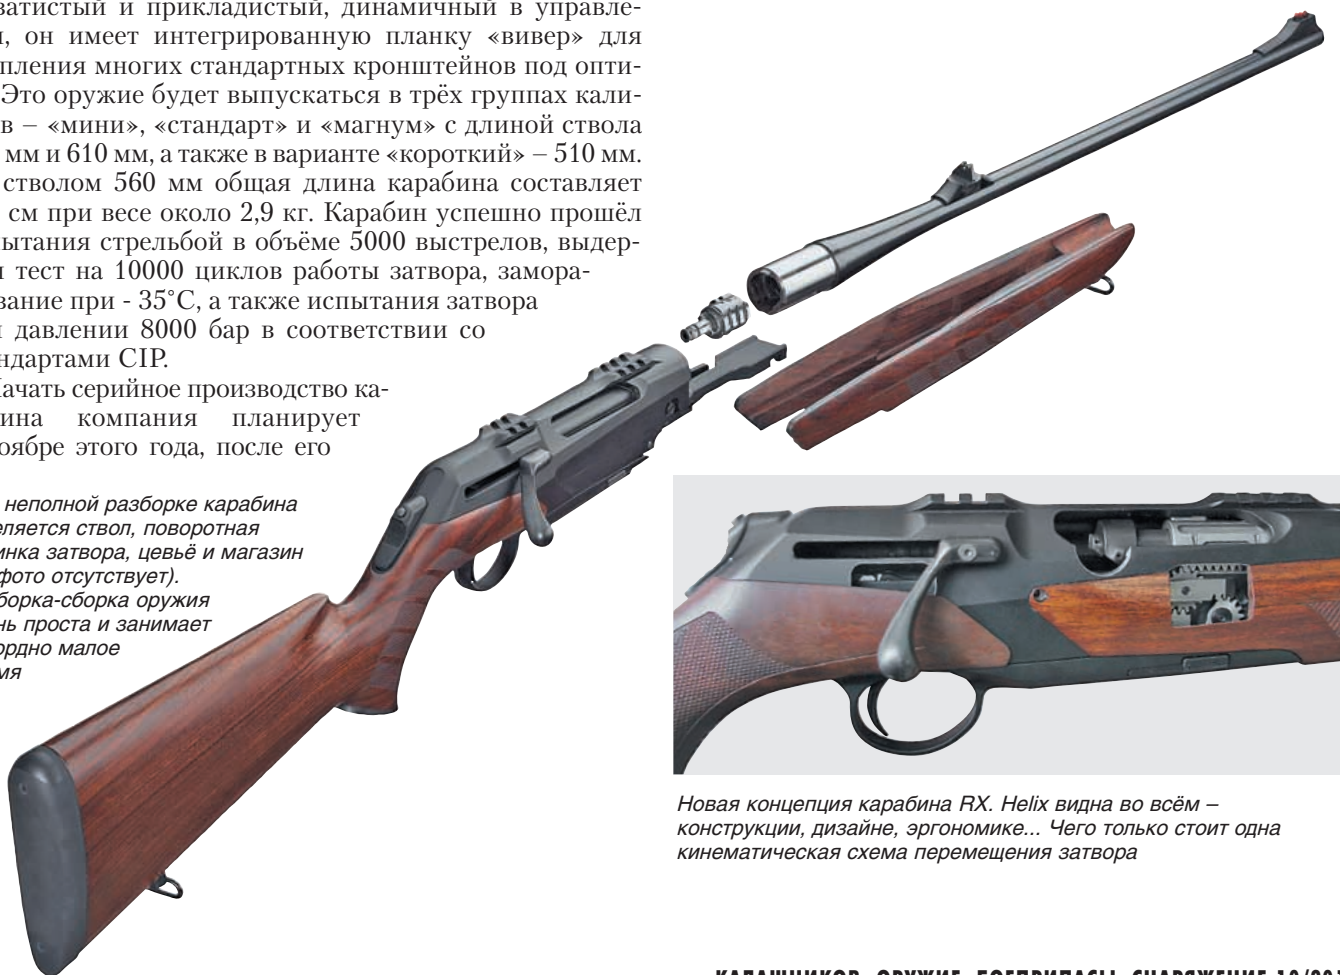 ватистый и прикладистый, динамичный в управле-
он имеет интегрированную планку «вивер» для
пления многих стандартных кронштейнов под опти-
Это оружие будет выпускаться в трёх группах кали-
в – «мини», «стандарт» и «магнум» с длиной ствола
мм и 610 мм, а также в варианте «короткий» – 510 мм.
стволом 560 мм общая длина карабина составляет
см при весе около 2,9 кг. Карабин успешно прошёл
ытания стрельбой в объёме 5000 выстрелов, выдер-
тест на 10000 циклов работы затвора, замора-
вание при - 35°С, а также испытания затвора
давлении 8000 бар в соответствии со
ндартами CIP.
ачать серийное производство ка-
ина компания планирует
оябре этого года, после его
неполной разборке карабина
еляется ствол, поворотная
инка затвора, цевьё и магазин
фото отсутствует).
борка-сборка оружия
нь проста и занимает
ордно малое
мя
Новая концепция карабина RX. Helix видна во всём –
конструкции, дизайне, эргономике... Чего только стоит одна
кинематическая схема перемещения затвора